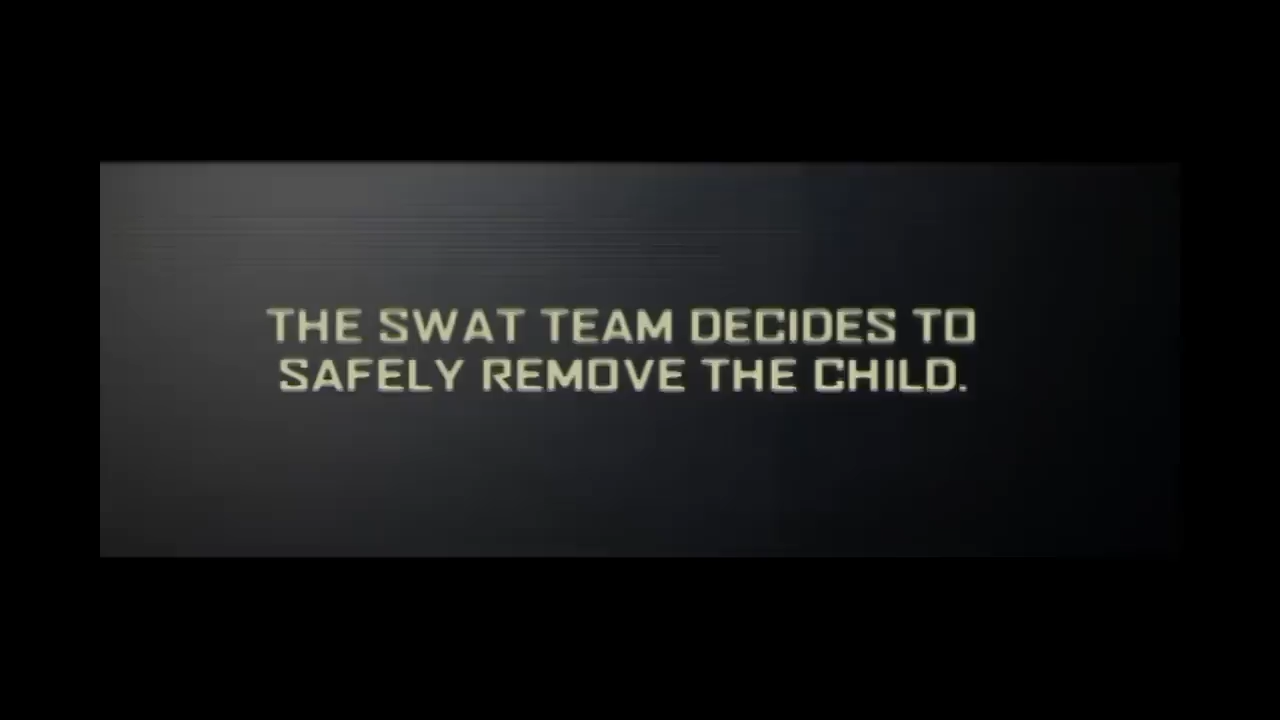 THE SWAT TEAM DECIDES TO
SAFELY REMOVE THE CHILD.